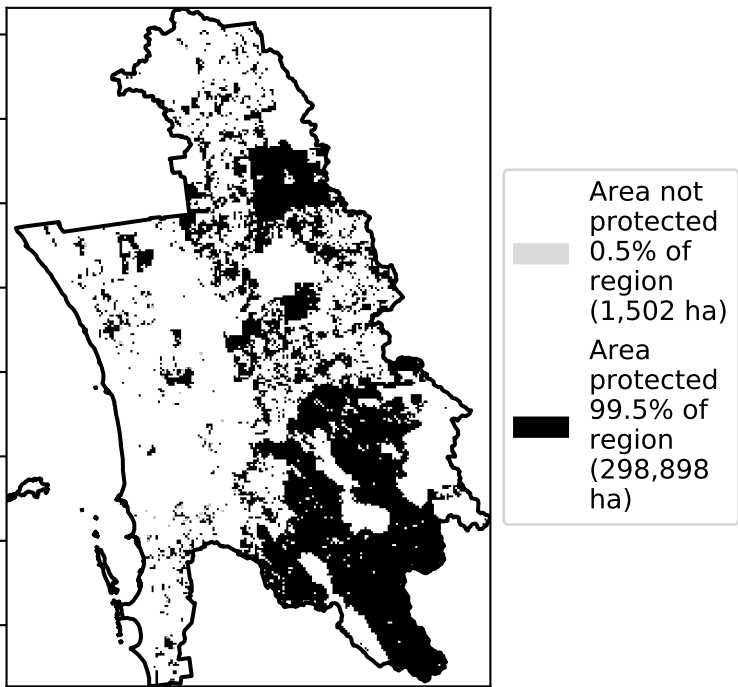 Area not
protected
0.5% of
region
(1,502 ha)
Area
protected
99.5% of
region
(298,898
ha)